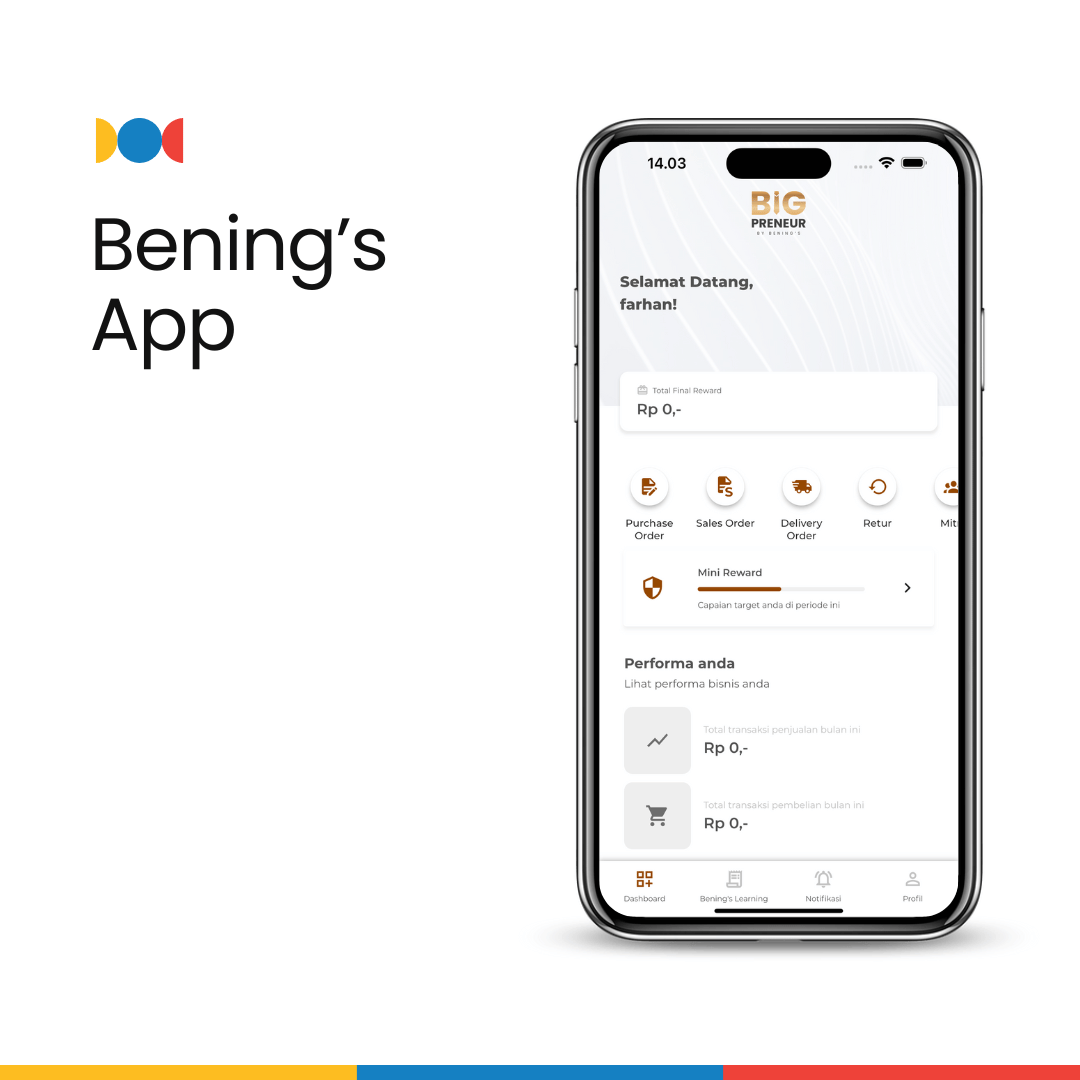 Bening's
App
14.03
BiG
PRENEUR
BY BENING'S
Selamat Datang,
farhan!
Total Final Reward
Rp 0,-
Purchase
Order
Sales Order
Delivery
Order
Retur
Mit
Mini Reward
Capaian target anda di periode ini
Performa anda
Lihat performa bisnis anda
Total transaksi penjualan bulan ini
Rp 0,-
Total transaksi pembelian bulan ini
Rp 0,-
Dashboard
Bening's Learning
Notifikasi
Profil